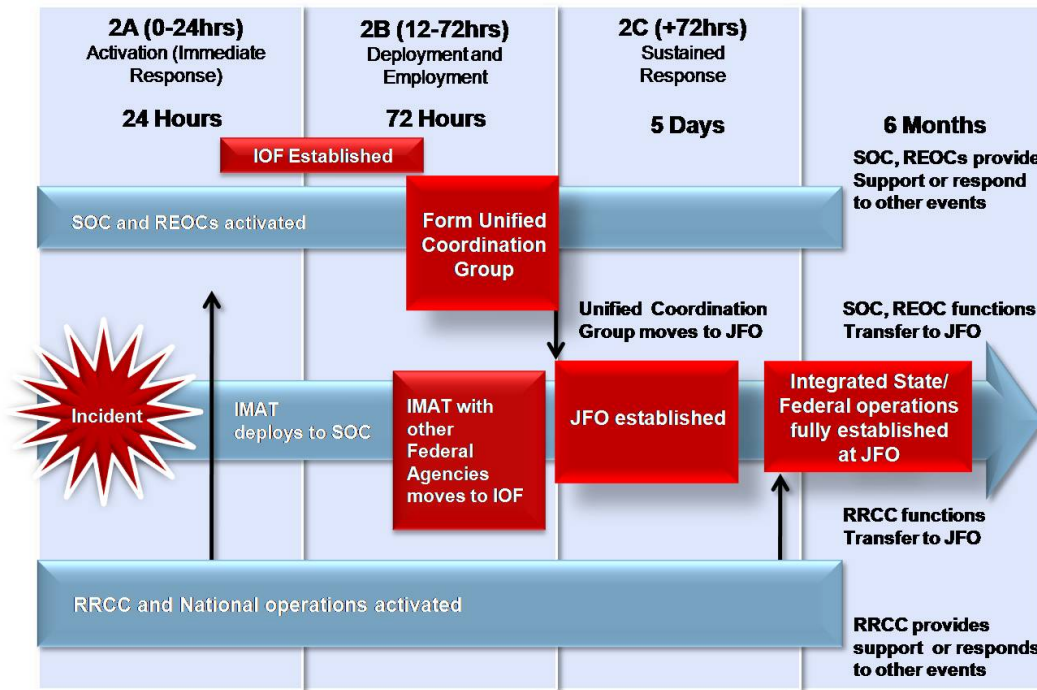 2A (0-24hrs)
Activation (Immediate
Response)
24 Hours
2B (12-72hrs)
Deployment and
Employment
72 Hours
2C (+72hrs)
Sustained
Response
5 Days
6 Months
IOF Established
SOC and REOCs activated
Form Unified
Coordination
Group
SOC, REOCs provide
Support or respond
to other events
Unified Coordination
Group moves to JFO
SOC, REOC functions
Transfer to JFO
Incident
IMAT
deploys to SOC
IMAT with
other
Federal
Agencies
moves to IOF
JFO established
Integrated State/
Federal operations
fully established
at JFO
RRCC functions
Transfer to JFO
RRCC and National operations activated
RRCC provides
support or responds
to other events